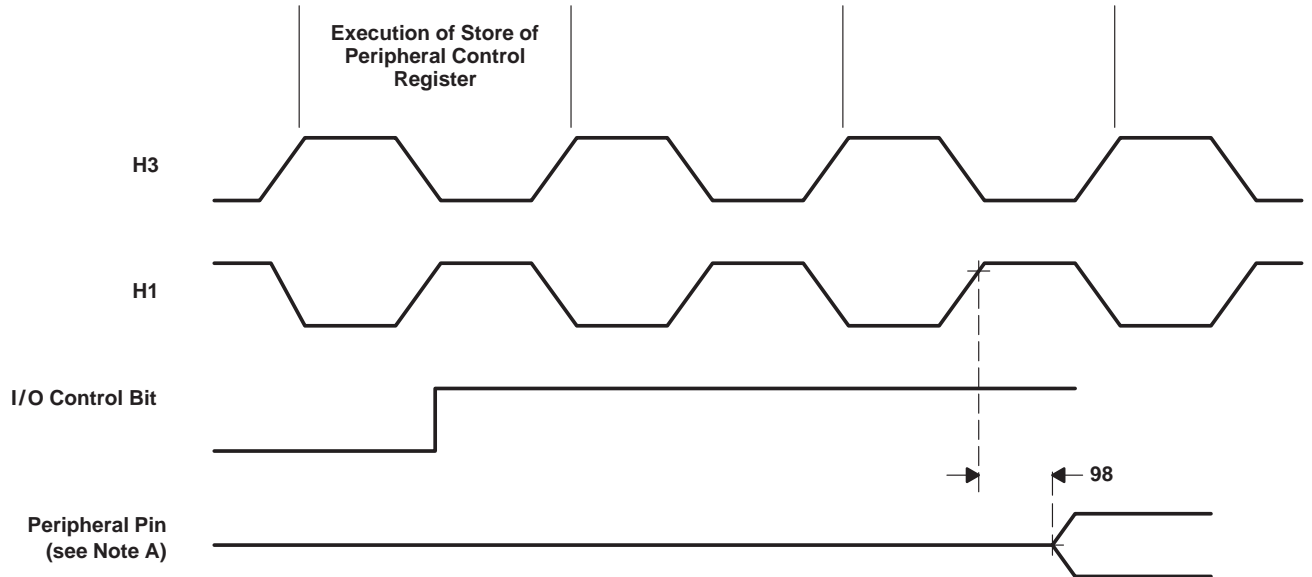 Execution of Store of
Peripheral Control
Register
H3
H1
I/O Control Bit
98
Peripheral Pin
(see Note A)